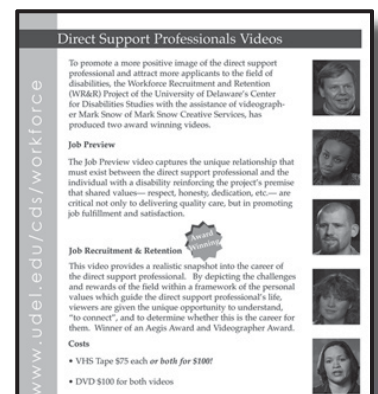 Direct Support Professionals Videos
To promote a more positive image of the direct support
professional and attract more applicants to the field of
disabilities, the Workforce Recruitment and Retention
(WR&R) Project of the University of Delaware's Center
for Disabilities Studies with the assistance of videograph-
er Mark Snow of Mark Snow Creative Services, has
produced two award winning videos.
Job Preview
The Job Preview video captures the unique relationship that
must exist between the direct support professional and the
individual with a disability reinforcing the project's premise
that shared values— respect, honesty, dedication, etc.— are
critical not only to delivering quality care, but in promoting
job fulfillment and satisfaction.
Award
Winning
Job Recruitment & Retention
This video provides a realistic snapshot into the career of
the direct support professional. By depicting the challenges
and rewards of the field within a framework of the personal
values which guide the direct support professional's life,
viewers are given the unique opportunity to understand,
"to connect", and to determine whether this is the career for
them. Winner of an Aegis Award and Videographer Award.
Costs
• VHS Tape $75 each or both for $100!
• DVD $100 for both videos
www.udel.edu/cds/workforce